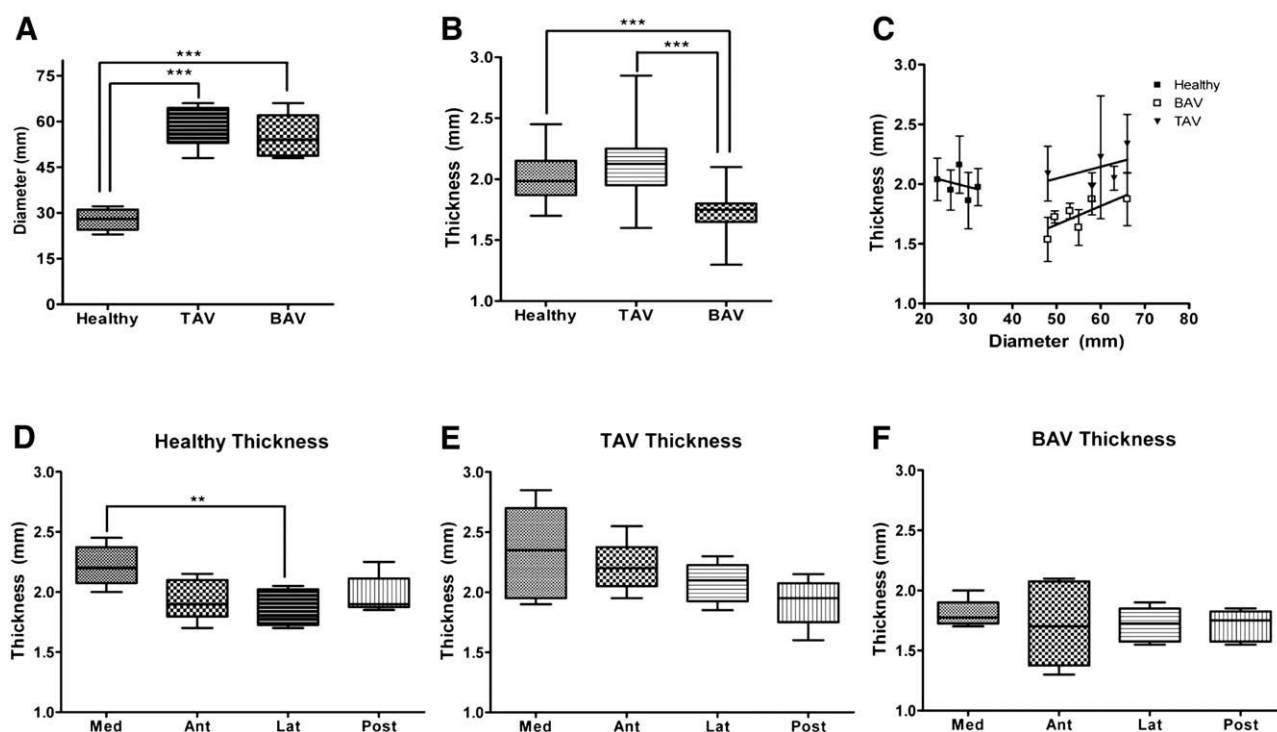 A
Diameter (mm)
75
60
45
30
15
0
***
***
Healthy TAV BAV
B
Thickness (mm)
3.0
2.5
2.0
1.5
1.0
***
***
Healthy TAV BAV
C
Thickness (mm)
3.0
2.5
2.0
1.5
1.0
Healthy
BAV
TAV
20 30 40 50 60 70 80
Diameter (mm)
D
Healthy Thickness
Thickness (mm)
3.0
2.5
2.0
1.5
1.0
**
Med Ant Lat Post
E
TAV Thickness
Thickness (mm)
3.0
2.5
2.0
1.5
1.0
Med Ant Lat Post
F
BAV Thickness
Thickness (mm)
3.0
2.5
2.0
1.5
1.0
Med Ant Lat Post